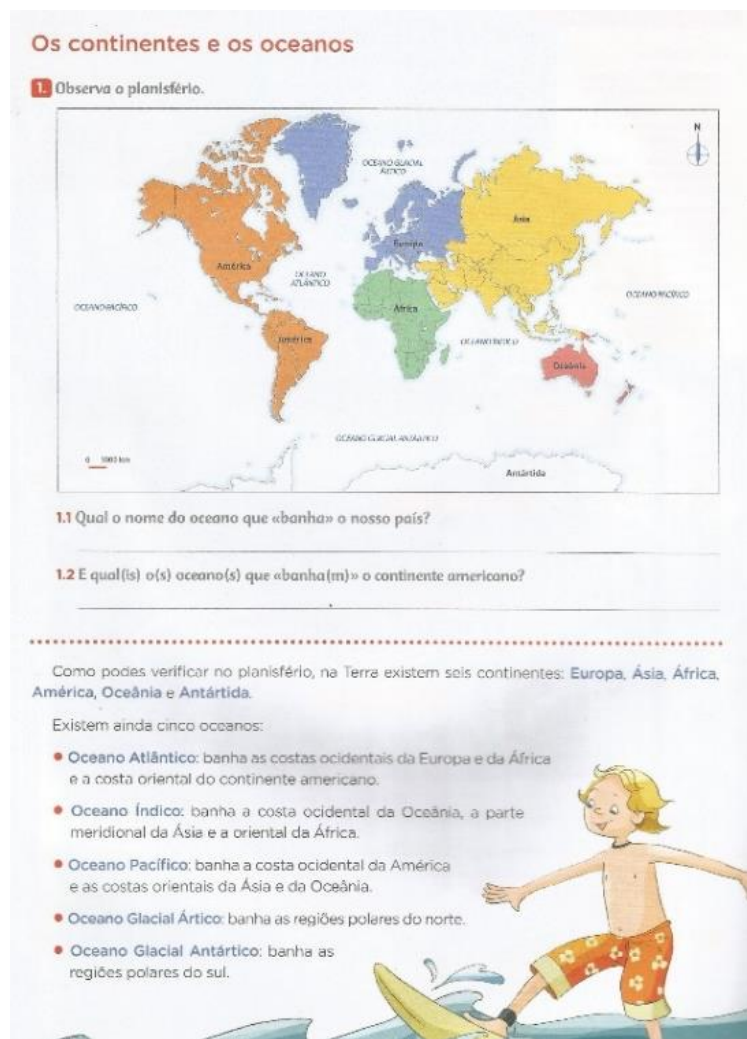 Os continentes e os oceanos
1. Observa o planisfério.
N
OCEANO GLACIAL
ÁRTICO
Ásia
Europa
América
OCEANO
ATLÂNTICO
OCEANO PACÍFICO
África
OCEANO PACÍFICO
OCEANO ÍNDICO
América
Oceânia
OCEANO GLACIAL ANTÁRTICO
0 1000 km
Antártida
1.1 Qual o nome do oceano que «banha» o nosso país?
1.2 E qual(is) o(s) oceano(s) que «banha(m)» o continente americano?
Como podes verificar no planisfério, na Terra existem seis continentes: Europa, Ásia, África,
América, Oceânia e Antártida.
Existem ainda cinco oceanos:
• Oceano Atlântico: banha as costas ocidentais da Europa e da África
e a costa oriental do continente americano.
• Oceano Índico: banha a costa ocidental da Oceânia, a parte
meridional da Ásia e a oriental da África.
• Oceano Pacífico: banha a costa ocidental da América
e as costas orientais da Ásia e da Oceânia.
• Oceano Glacial Ártico: banha as regiões polares do norte.
• Oceano Glacial Antártico: banha as
regiões polares do sul.